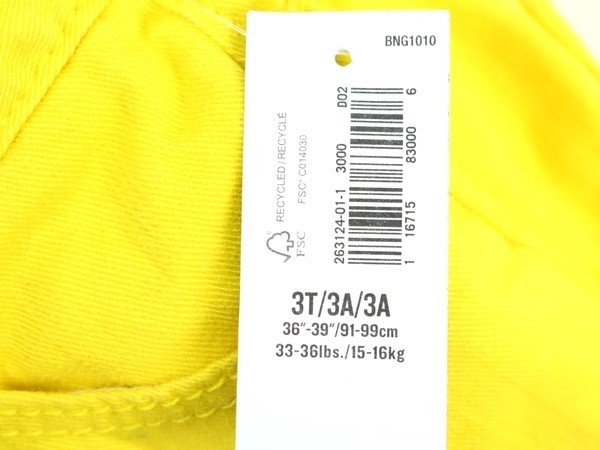 BNG1010
RECYCLED / RECYCLÉ
FSC® C014030
FSC
263124-01-1 3000 D02
1 16715 83000 6
3T/3A/3A
36"-39"/91-99cm
33-36lbs./15-16kg